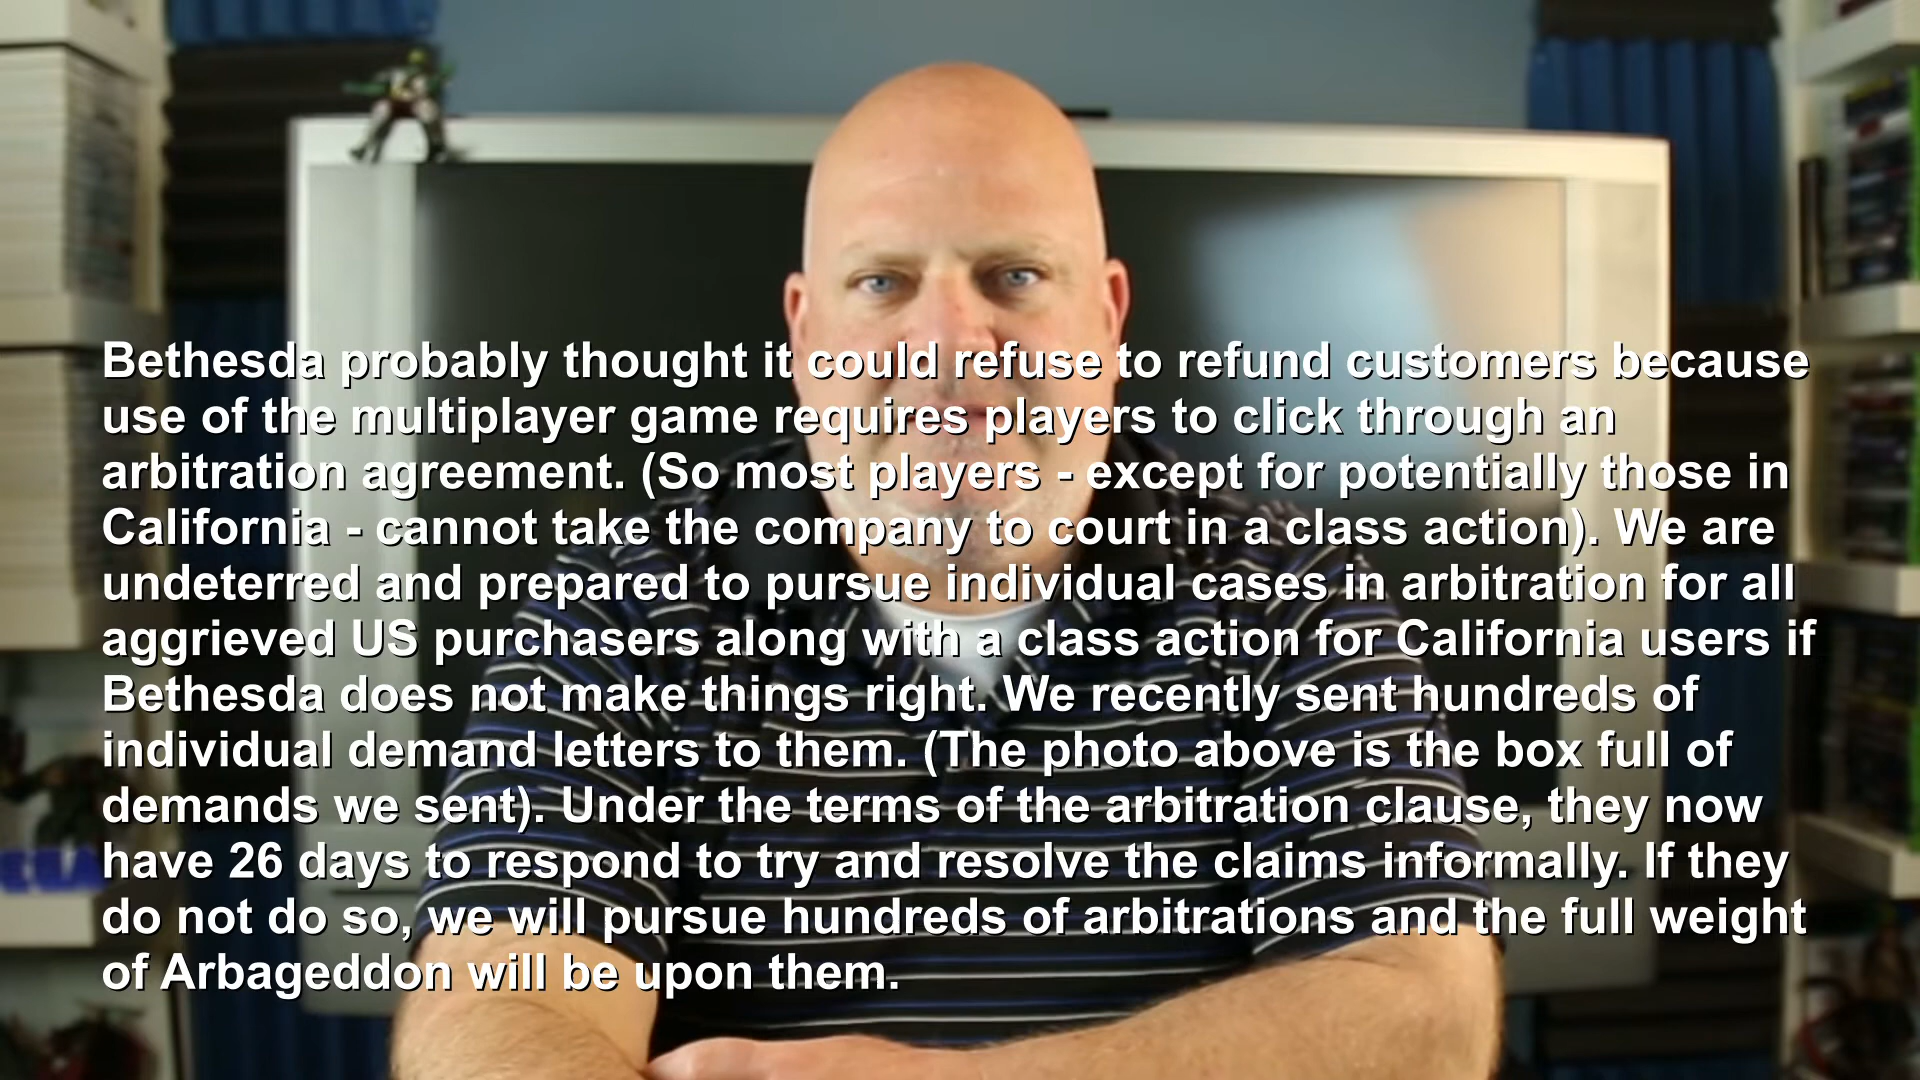 Bethesda probably thought it could refuse to refund customers because
use of the multiplayer game requires players to click through an
arbitration agreement. (So most players - except for potentially those in
California - cannot take the company to court in a class action). We are
undeterred and prepared to pursue individual cases in arbitration for all
aggrieved US purchasers along with a class action for California users if
Bethesda does not make things right. We recently sent hundreds of
individual demand letters to them. (The photo above is the box full of
demands we sent). Under the terms of the arbitration clause, they now
have 26 days to respond to try and resolve the claims informally. If they
do not do so, we will pursue hundreds of arbitrations and the full weight
of Arbageddon will be upon them.